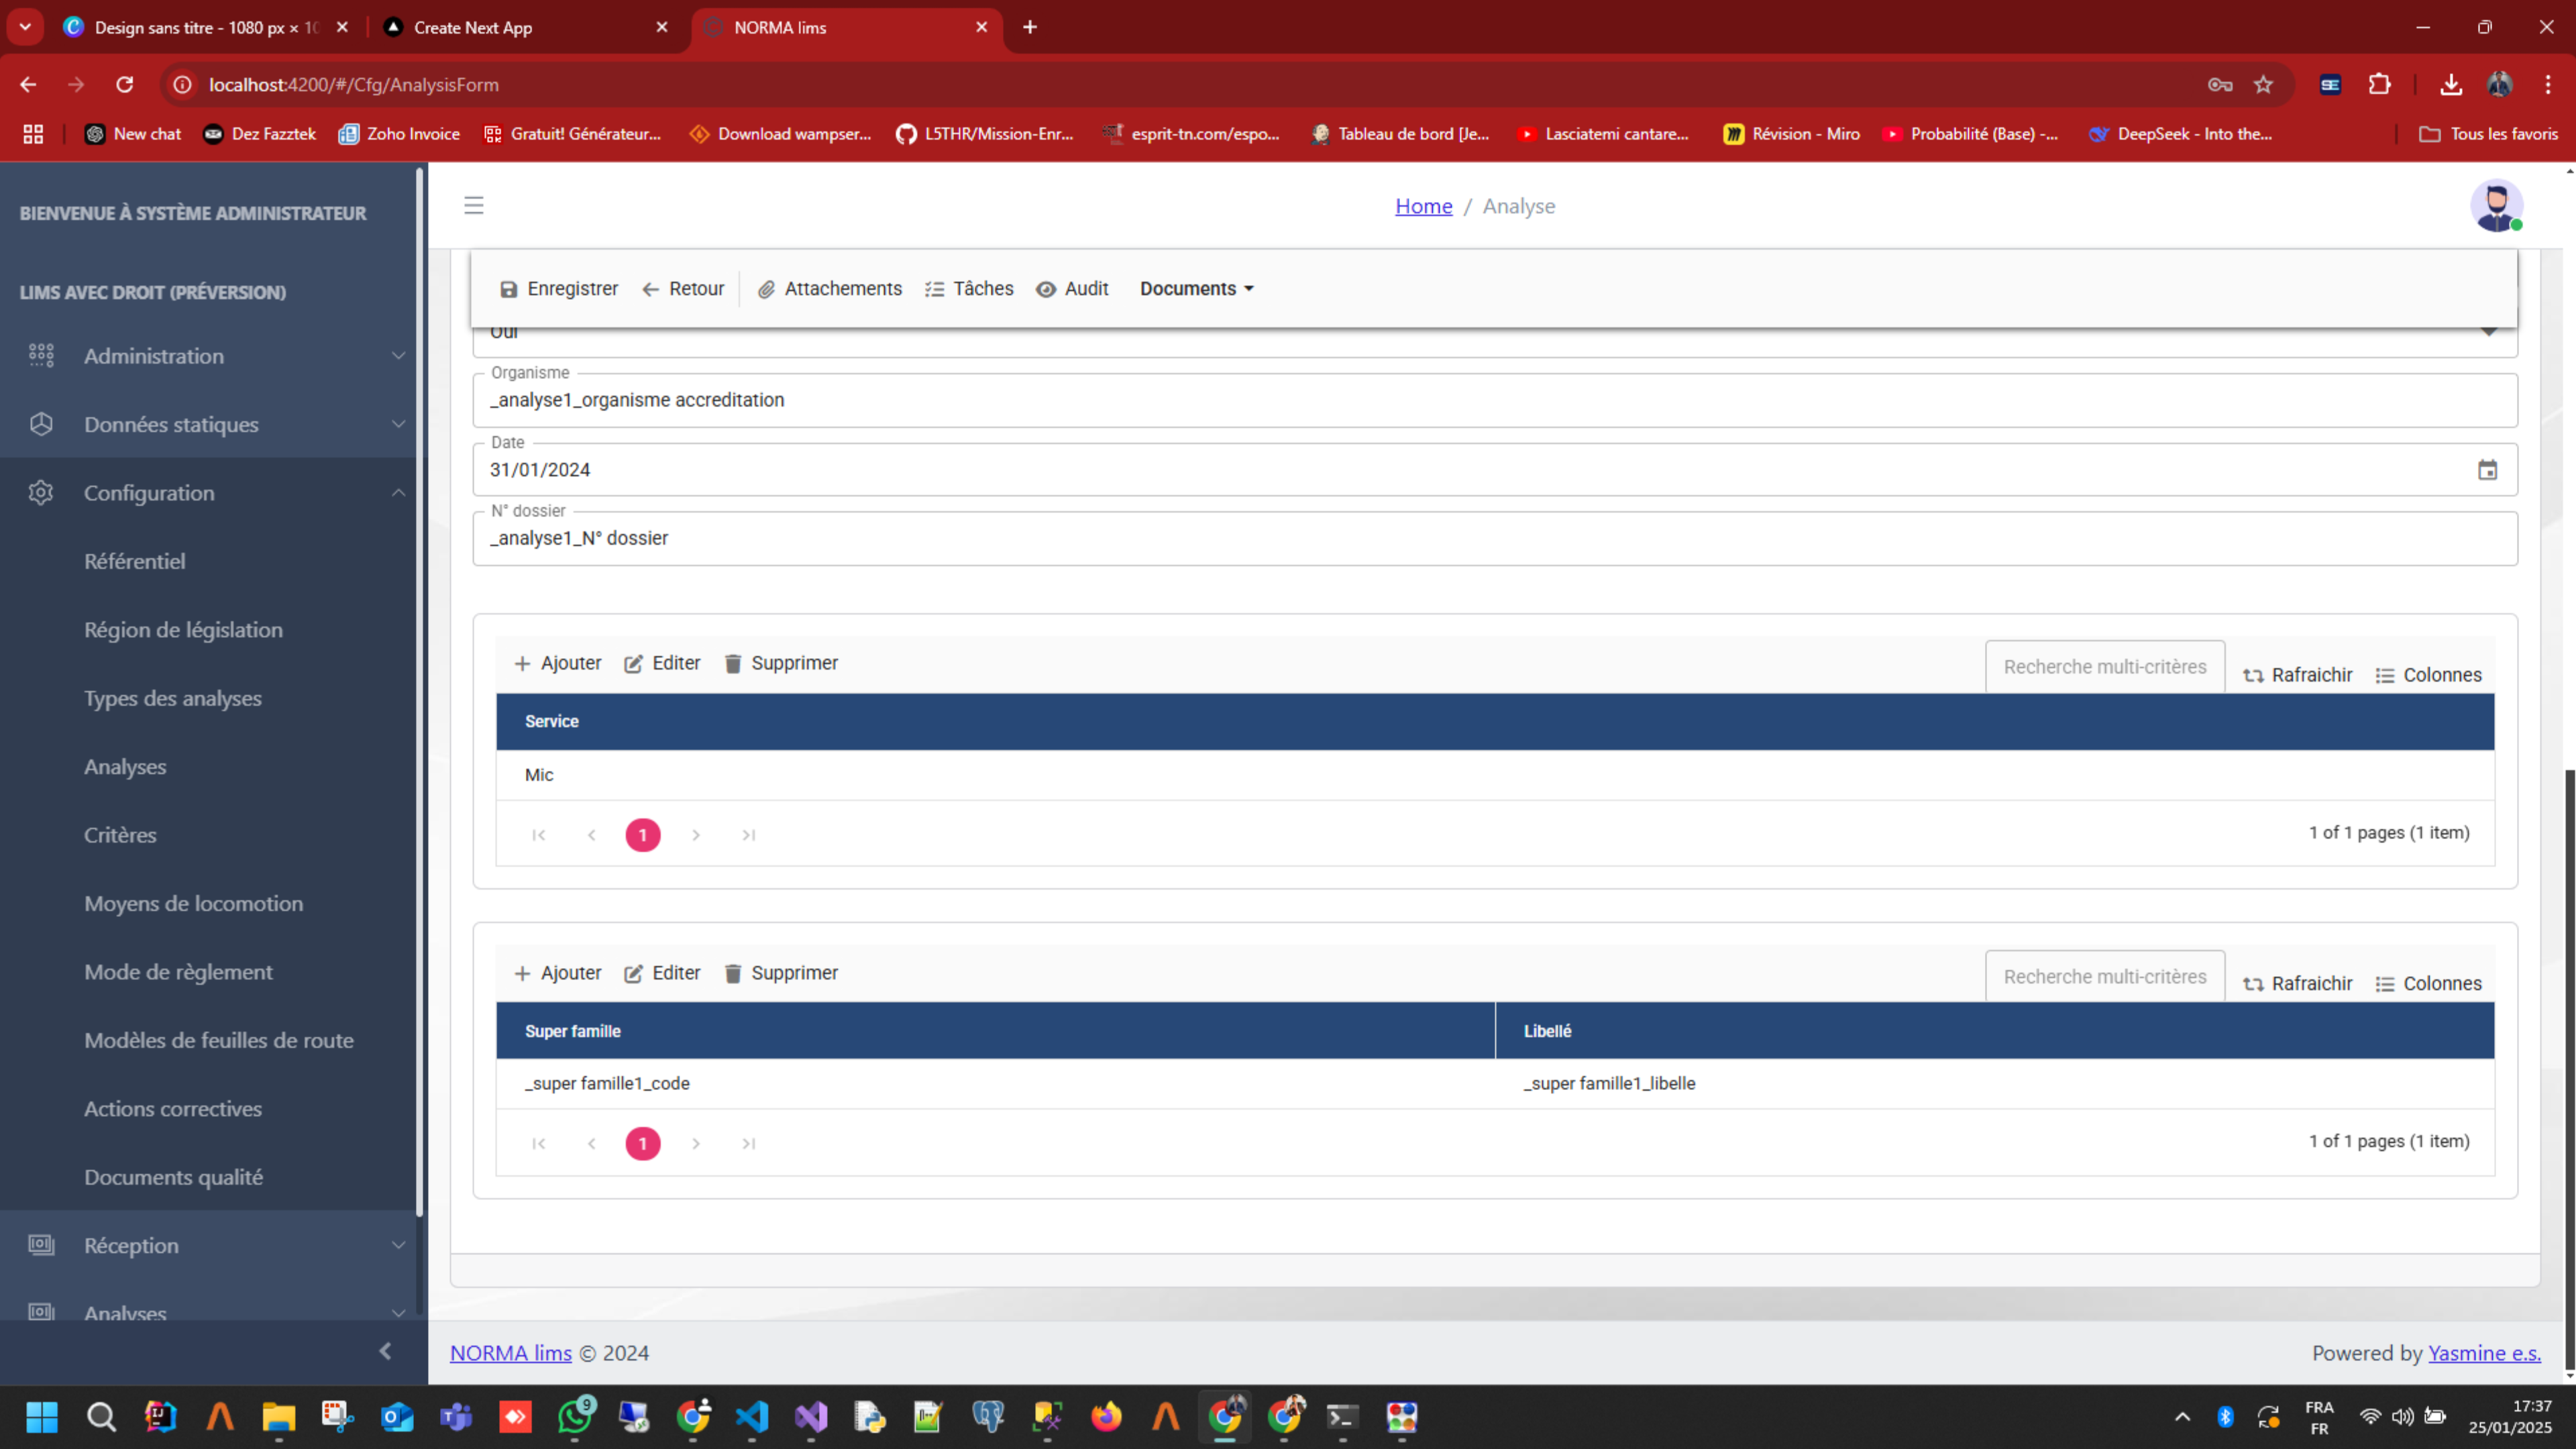 Design sans titre - 1080 px × 10
Create Next App
NORMA lims
localhost:4200/#/Cfg/AnalysisForm
New chat
Dez Fazztek
Zoho Invoice
Gratuit! Générateur...
Download wampser...
L5THR/Mission-Enr...
esprit-tn.com/espo...
Tableau de bord [Je...
Lasciatemi cantare...
Révision - Miro
Probabilité (Base) -...
DeepSeek - Into the...
Tous les favoris
BIENVENUE À SYSTÈME ADMINISTRATEUR
LIMS AVEC DROIT (PRÉVERSION)
Administration
Données statiques
Configuration
Référentiel
Région de législation
Types des analyses
Analyses
Critères
Moyens de locomotion
Mode de règlement
Modèles de feuilles de route
Actions correctives
Documents qualité
Réception
Analyses
Home / Analyse
Enregistrer Retour Attachements Tâches Audit Documents
Oui
Organisme
_analyse1_organisme accreditation
Date
31/01/2024
N° dossier
_analyse1_N° dossier
Ajouter Editer Supprimer Recherche multi-critères Rafraichir Colonnes
Service
Mic
1 1 of 1 pages (1 item)
Ajouter Editer Supprimer Recherche multi-critères Rafraichir Colonnes
Super famille Libellé
_super famille1_code _super famille1_libelle
1 1 of 1 pages (1 item)
NORMA lims © 2024 Powered by Yasmine e.s.
9
FRA
FR
17:37
25/01/2025